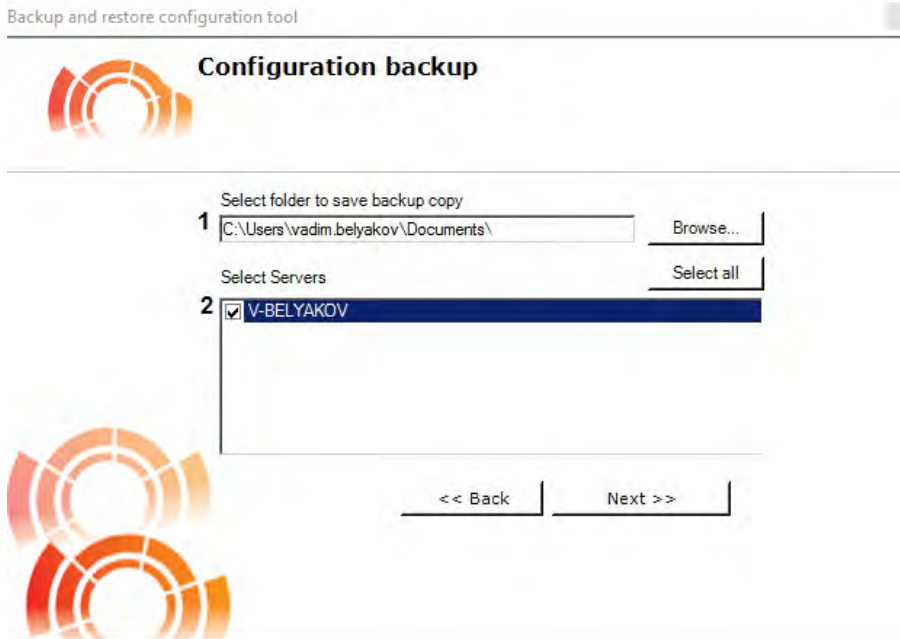 Backup and restore configuration tool
Configuration backup
Select folder to save backup copy
1 C:\Users\vadim.belyakov\Documents\ Browse...
Select Servers Select all
2 V-BELYAKOV
<< Back Next >>